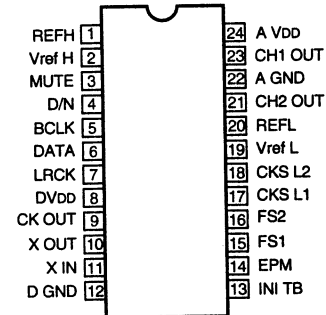 REFH 1
Vref H 2
MUTE 3
D/N 4
BCLK 5
DATA 6
LRCK 7
DVDD 8
CK OUT 9
X OUT 10
X IN 11
D GND 12
24 A VDD
23 CH1 OUT
22 A GND
21 CH2 OUT
20 REFL
19 Vref L
18 CKS L2
17 CKS L1
16 FS2
15 FS1
14 EPM
13 INI TB